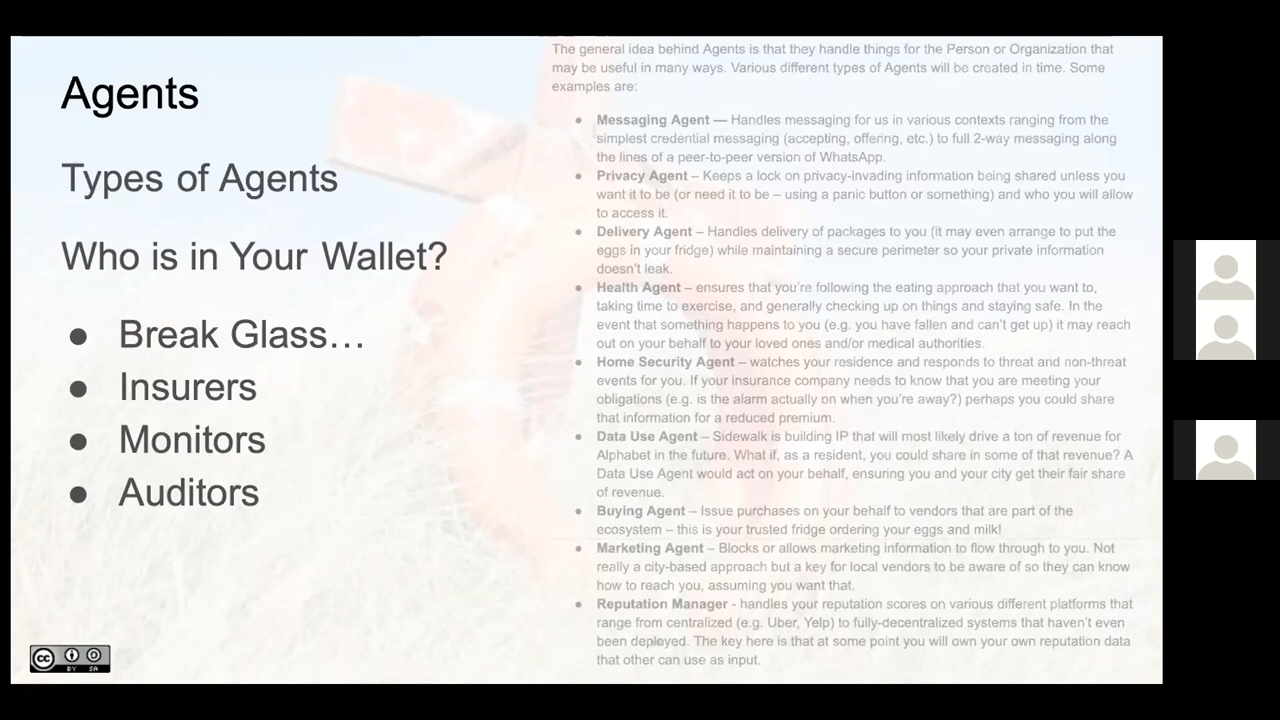 Agents
Types of Agents
Who is in Your Wallet?
● Break Glass…
● Insurers
● Monitors
● Auditors
The general idea behind Agents is that they handle things for the Person or Organization that
may be useful in many ways. Various different types of Agents will be created in time. Some
examples are:
● Messaging Agent — Handles messaging for us in various contexts ranging from the
simplest credential messaging (accepting, offering, etc.) to full 2-way messaging along
the lines of a peer-to-peer version of WhatsApp.
● Privacy Agent – Keeps a lock on privacy-invading information being shared unless you
want it to be (or need it to be – using a panic button or something) and who you will allow
to access it.
● Delivery Agent – Handles delivery of packages to you (it may even arrange to put the
eggs in your fridge) while maintaining a secure perimeter so your private information
doesn't leak.
● Health Agent – ensures that you're following the eating approach that you want to,
taking time to exercise, and generally checking up on things and staying safe. In the
event that something happens to you (e.g. you have fallen and can't get up) it may reach
out on your behalf to your loved ones and/or medical authorities.
● Home Security Agent – watches your residence and responds to threat and non-threat
events for you. If your insurance company needs to know that you are meeting your
obligations (e.g. is the alarm actually on when you're away?) perhaps you could share
that information for a reduced premium.
● Data Use Agent – Sidewalk is building IP that will most likely drive a ton of revenue for
Alphabet in the future. What if, as a resident, you could share in some of that revenue? A
Data Use Agent would act on your behalf, ensuring you and your city get their fair share
of revenue.
● Buying Agent – Issue purchases on your behalf to vendors that are part of the
ecosystem – this is your trusted fridge ordering your eggs and milk!
● Marketing Agent – Blocks or allows marketing information to flow through to you. Not
really a city-based approach but a key for local vendors to be aware of so they can know
how to reach you, assuming you want that.
● Reputation Manager - handles your reputation scores on various different platforms that
range from centralized (e.g. Uber, Yelp) to fully-decentralized systems that haven't even
been deployed. The key here is that at some point you will own your own reputation data
that other can use as input.
cc
BY SA